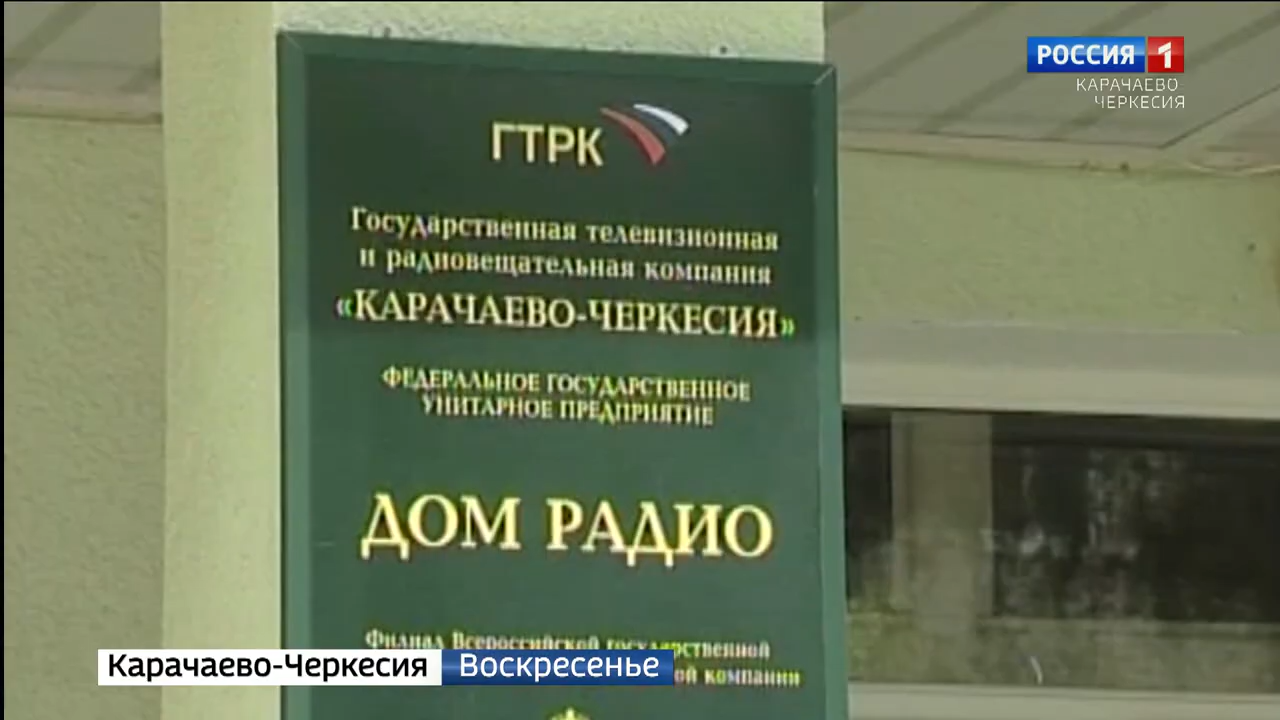 РОССИЯ 1
КАРАЧАЕВО
ЧЕРКЕСИЯ
ГТРК
Государственная телевизионная
и радиовещательная компания
«КАРАЧАЕВО-ЧЕРКЕСИЯ»
ФЕДЕРАЛЬНОЕ ГОСУДАРСТВЕННОЕ
УНИТАРНОЕ ПРЕДПРИЯТИЕ
ДОМ РАДИО
Филиал Всероссийской государственной
компании
Карачаево-Черкесия Воскресенье